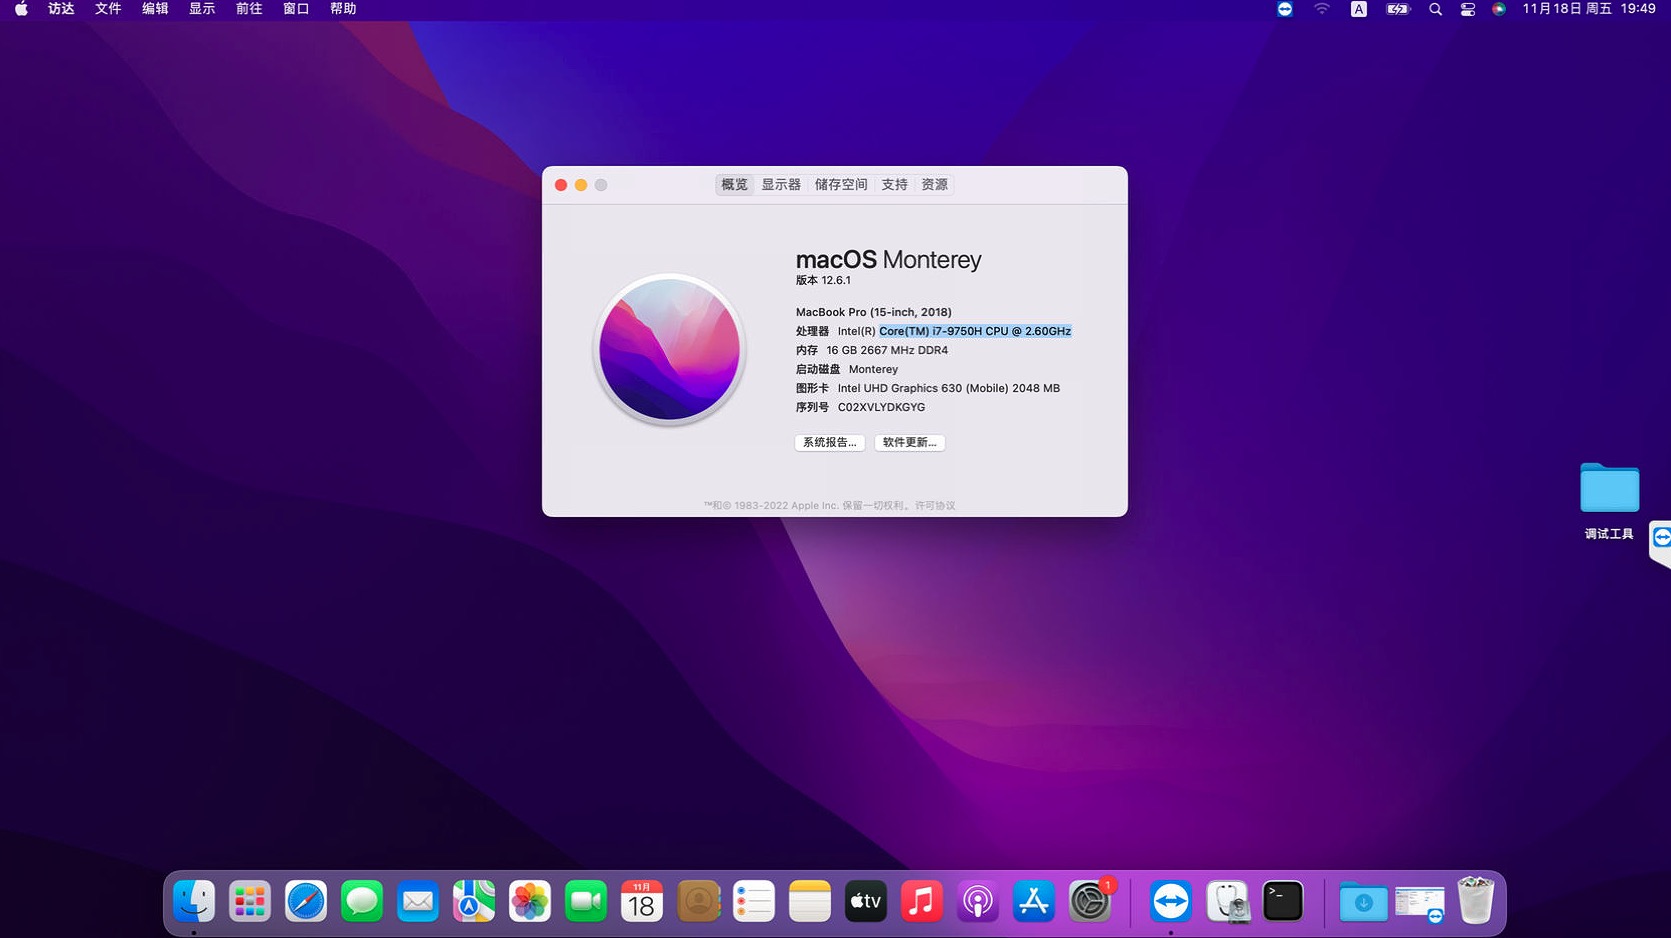 访达 文件 编辑 显示 前往 窗口 帮助 A 11月18日 周五 19:49
概览 显示器 储存空间 支持 资源
macOS Monterey
版本 12.6.1
MacBook Pro (15-inch, 2018)
处理器 Intel(R) Core(TM) i7-9750H CPU @ 2.60GHz
内存 16 GB 2667 MHz DDR4
启动磁盘 Monterey
图形卡 Intel UHD Graphics 630 (Mobile) 2048 MB
序列号 C02XVLYDKGYG
系统报告... 软件更新...
™和© 1983-2022 Apple Inc. 保留一切权利。许可协议
调试工具
11月
18
tv
1
>_